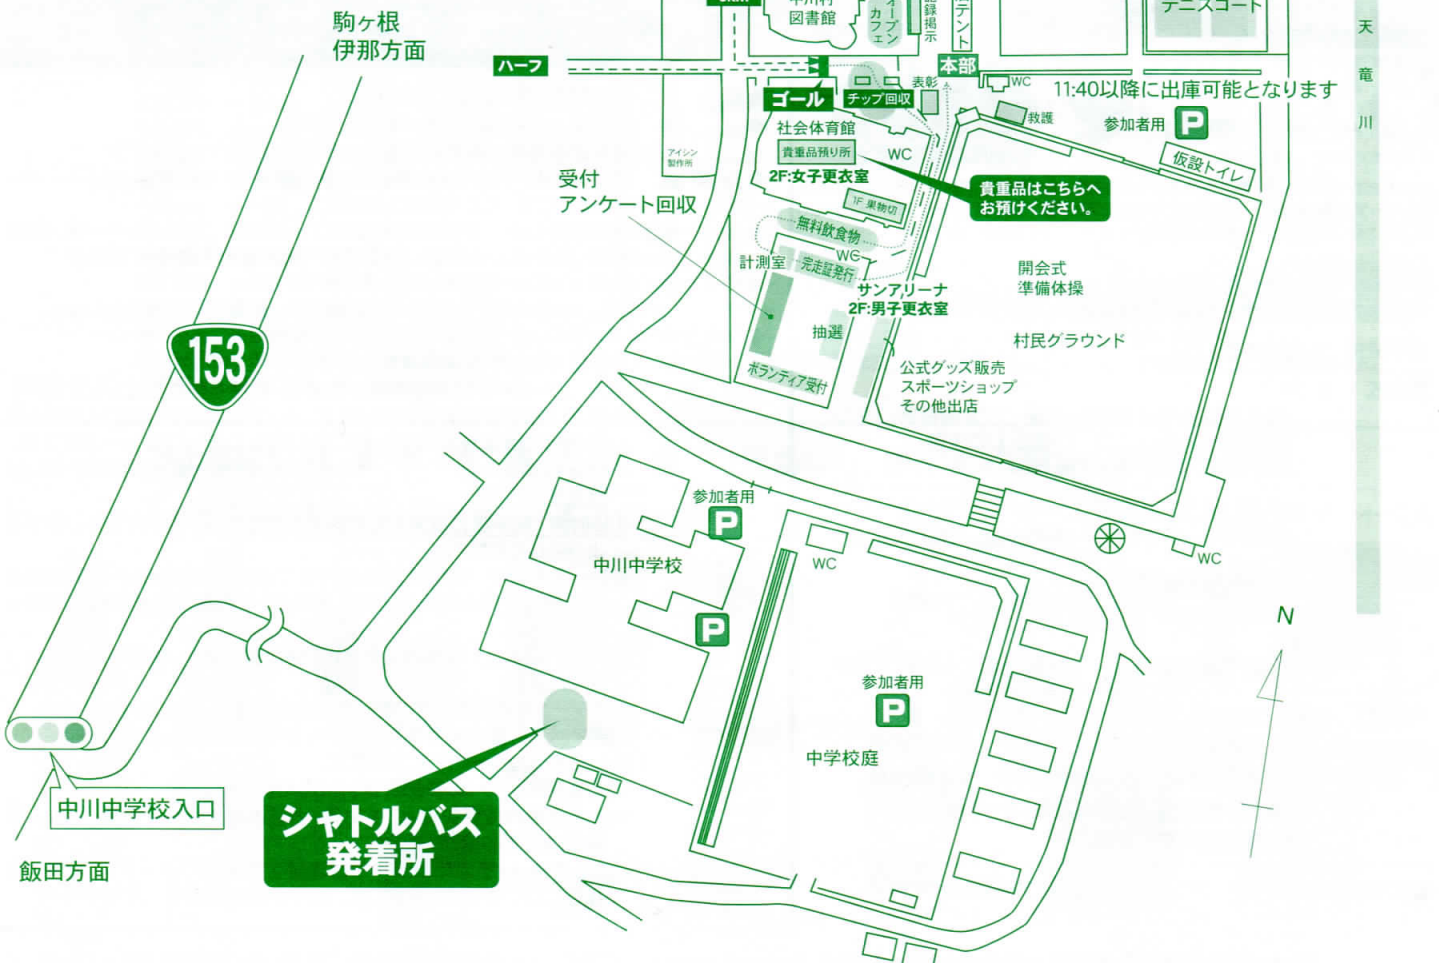 駒ヶ根
伊那方面
図書館
オープン
カフェ
録掲示
テント
テニスコート
天竜川
ハーフ
本部
ゴール
チップ回収
表彰
WC
11:40以降に出庫可能となります
参加者用
P
救護
仮設トイレ
社会体育館
貴重品預り所
WC
2F:女子更衣室
アイシン
製作所
貴重品はこちらへ
お預けください。
受付
アンケート回収
1F 果物切
無料飲食物
WC
計測室
完走証発行
サンアリーナ
2F:男子更衣室
開会式
準備体操
抽選
村民グラウンド
ボランティア受付
公式グッズ販売
スポーツショップ
その他出店
153
参加者用
P
中川中学校
WC
WC
P
N
参加者用
P
中学校庭
中川中学校入口
シャトルバス
発着所
飯田方面